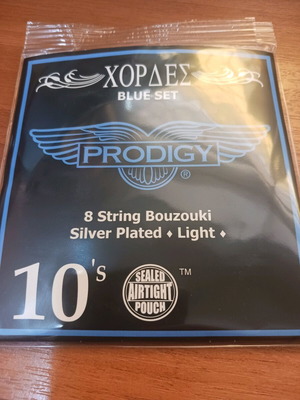 ΧΟΡΔΕΣ
BLUE SET
PRODIGY
®
8 String Bouzouki
Silver Plated ♦ Light ♦
10's
SEALED
AIRTIGHT
POUCH
™